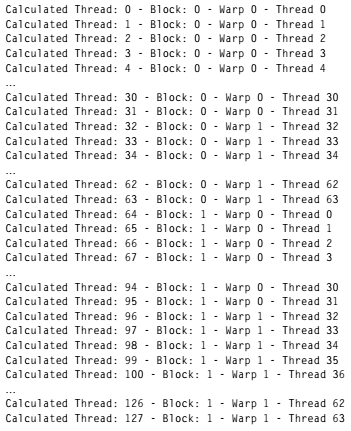 Calculated Thread: 0 - Block: 0 - Warp 0 - Thread 0
Calculated Thread: 1 - Block: 0 - Warp 0 - Thread 1
Calculated Thread: 2 - Block: 0 - Warp 0 - Thread 2
Calculated Thread: 3 - Block: 0 - Warp 0 - Thread 3
Calculated Thread: 4 - Block: 0 - Warp 0 - Thread 4
...
Calculated Thread: 30 - Block: 0 - Warp 0 - Thread 30
Calculated Thread: 31 - Block: 0 - Warp 0 - Thread 31
Calculated Thread: 32 - Block: 0 - Warp 1 - Thread 32
Calculated Thread: 33 - Block: 0 - Warp 1 - Thread 33
Calculated Thread: 34 - Block: 0 - Warp 1 - Thread 34
...
Calculated Thread: 62 - Block: 0 - Warp 1 - Thread 62
Calculated Thread: 63 - Block: 0 - Warp 1 - Thread 63
Calculated Thread: 64 - Block: 1 - Warp 0 - Thread 0
Calculated Thread: 65 - Block: 1 - Warp 0 - Thread 1
Calculated Thread: 66 - Block: 1 - Warp 0 - Thread 2
Calculated Thread: 67 - Block: 1 - Warp 0 - Thread 3
...
Calculated Thread: 94 - Block: 1 - Warp 0 - Thread 30
Calculated Thread: 95 - Block: 1 - Warp 0 - Thread 31
Calculated Thread: 96 - Block: 1 - Warp 1 - Thread 32
Calculated Thread: 97 - Block: 1 - Warp 1 - Thread 33
Calculated Thread: 98 - Block: 1 - Warp 1 - Thread 34
Calculated Thread: 99 - Block: 1 - Warp 1 - Thread 35
Calculated Thread: 100 - Block: 1 - Warp 1 - Thread 36
...
Calculated Thread: 126 - Block: 1 - Warp 1 - Thread 62
Calculated Thread: 127 - Block: 1 - Warp 1 - Thread 63